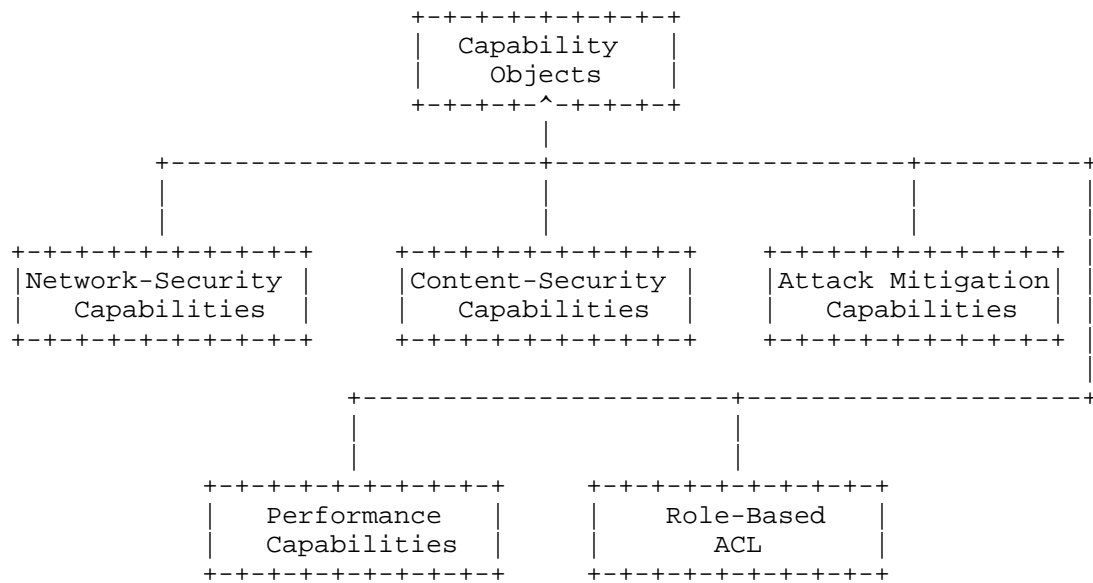 Capability
Objects
Network-Security
Capabilities
Content-Security
Capabilities
Attack Mitigation
Capabilities
Performance
Capabilities
Role-Based
ACL